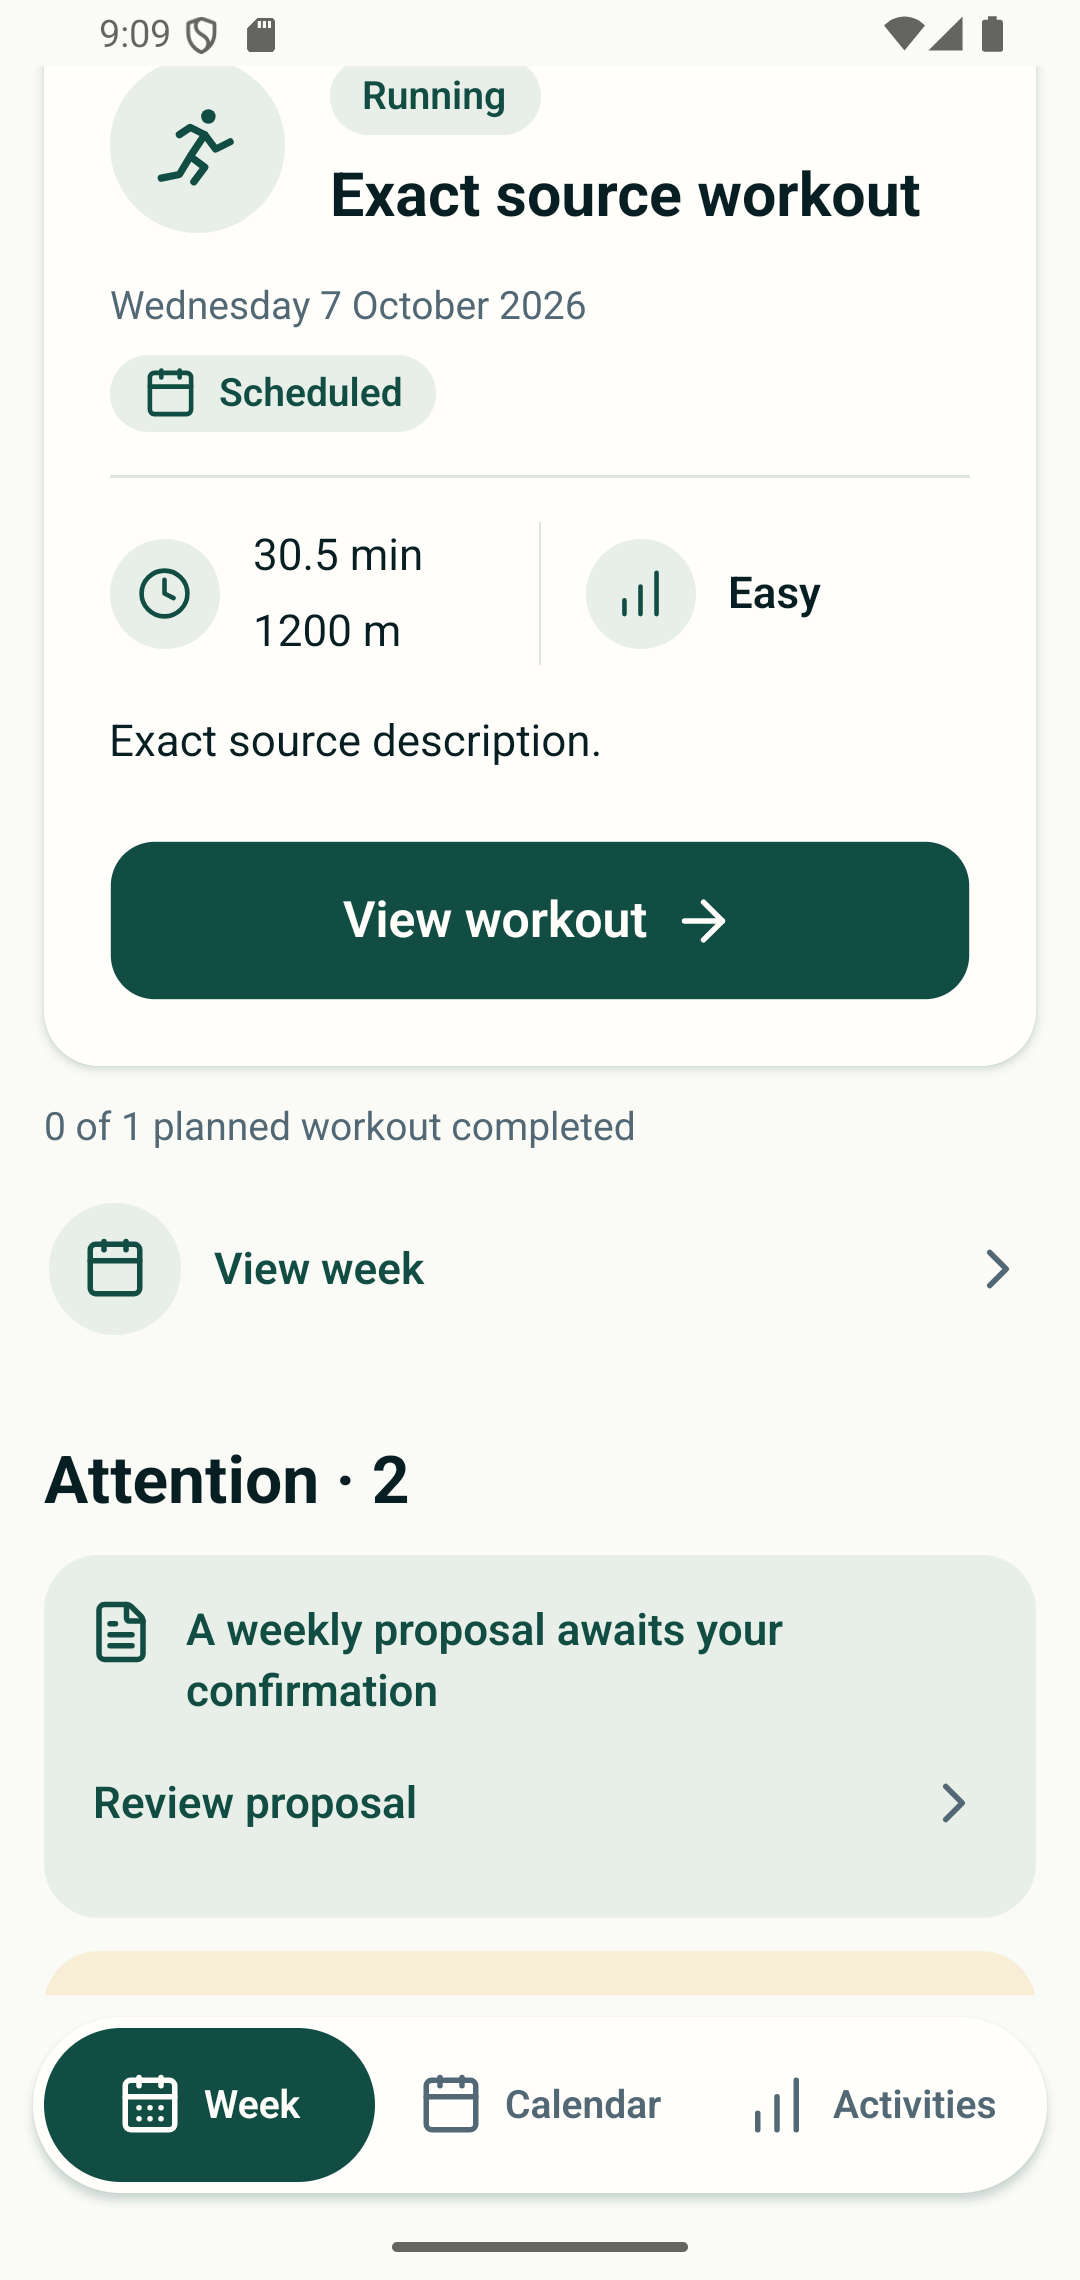 9:09
Running
Exact source workout
Wednesday 7 October 2026
Scheduled
30.5 min
1200 m
Easy
Exact source description.
View workout
0 of 1 planned workout completed
View week
Attention · 2
A weekly proposal awaits your
confirmation
Review proposal
Week
Calendar
Activities